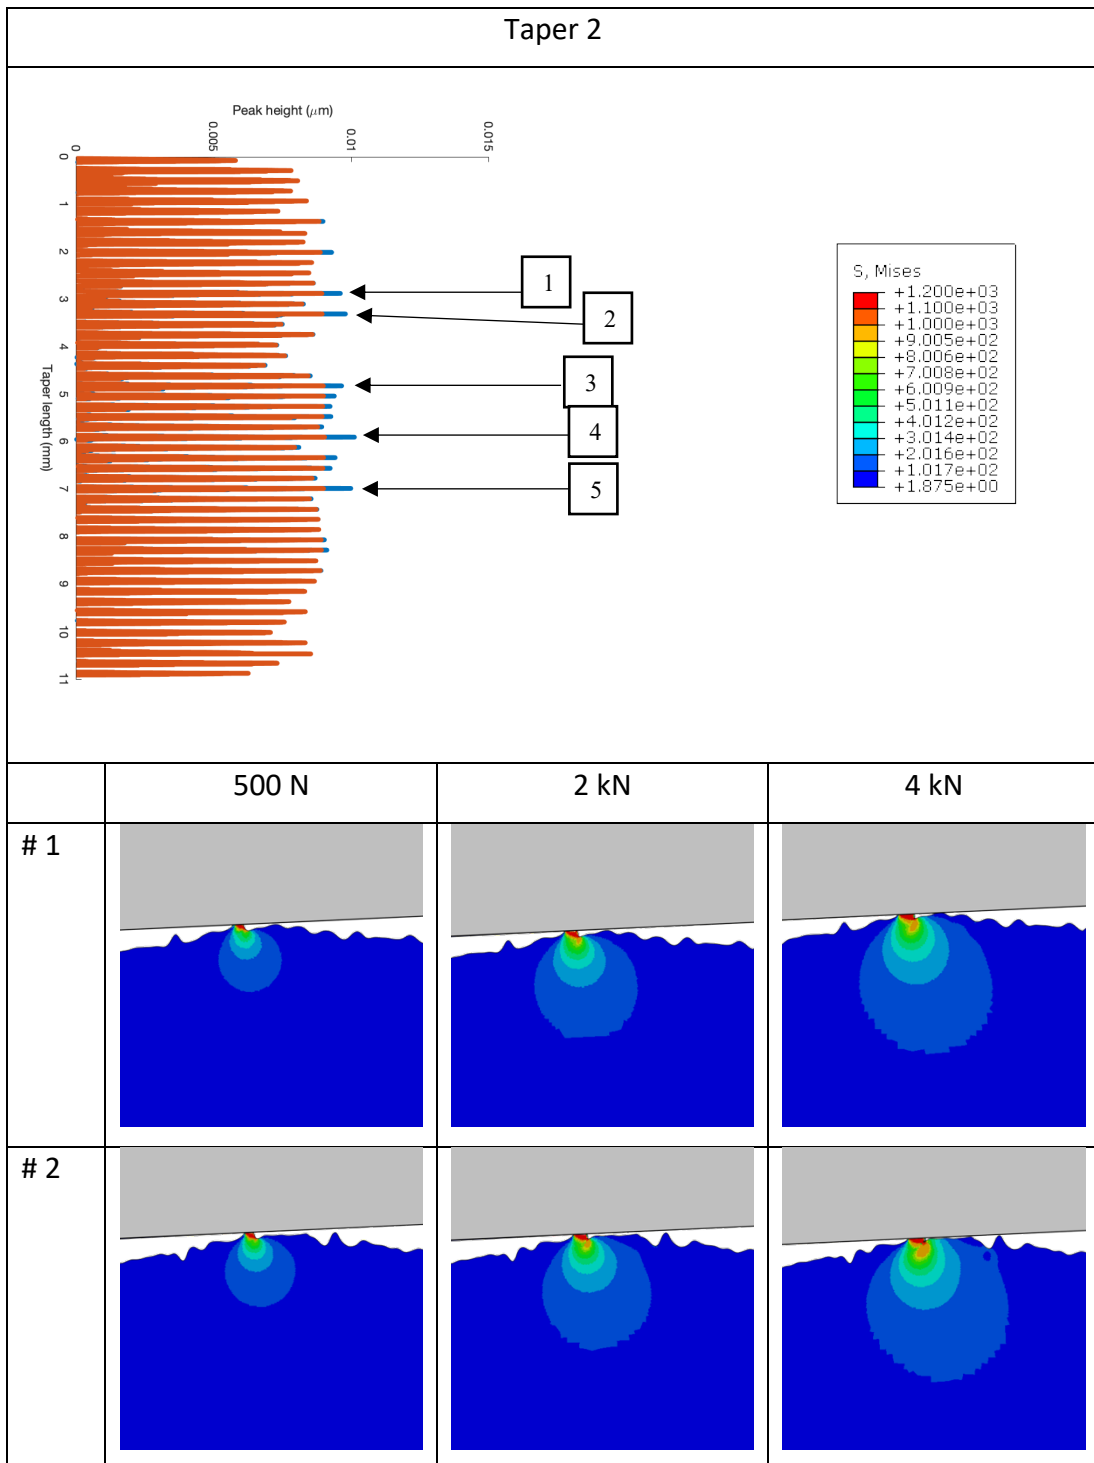 Taper 2
Peak height (μm)
0
0.005
0.01
0.015
Taper length (mm)
0
1
2
3
4
5
6
7
8
9
10
11
1
2
3
4
5
S, Mises
+1.200e+03
+1.100e+03
+1.000e+03
+9.005e+02
+8.006e+02
+7.008e+02
+6.009e+02
+5.011e+02
+4.012e+02
+3.014e+02
+2.016e+02
+1.017e+02
+1.875e+00
500 N 2 kN 4 kN
# 1
# 2